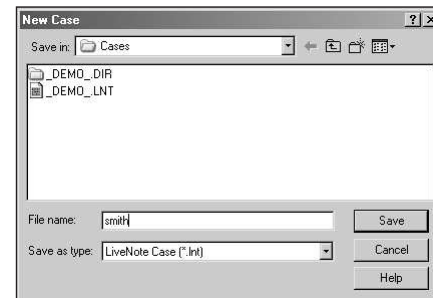 New Case
Save in: Cases
_DEMO_.DIR
_DEMO_.LNT
File name: smith Save
Save as type: LiveNote Case (*.lnt) Cancel
Help